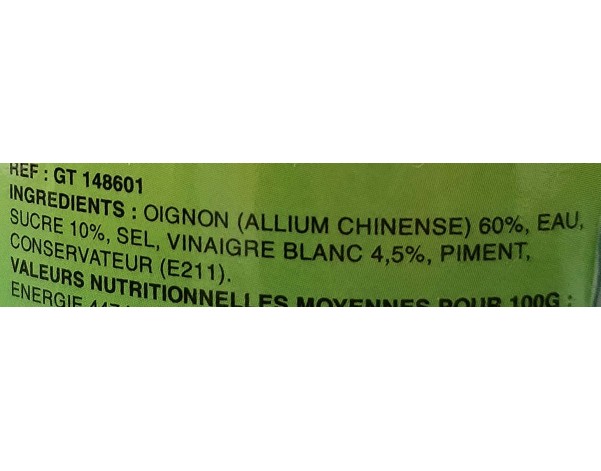 REF : GT 148601
INGREDIENTS : OIGNON (ALLIUM CHINENSE) 60%, EAU,
SUCRE 10%, SEL, VINAIGRE BLANC 4,5%, PIMENT,
CONSERVATEUR (E211).
VALEURS NUTRITIONNELLES MOYENNES POUR 100G :
ENERGIE